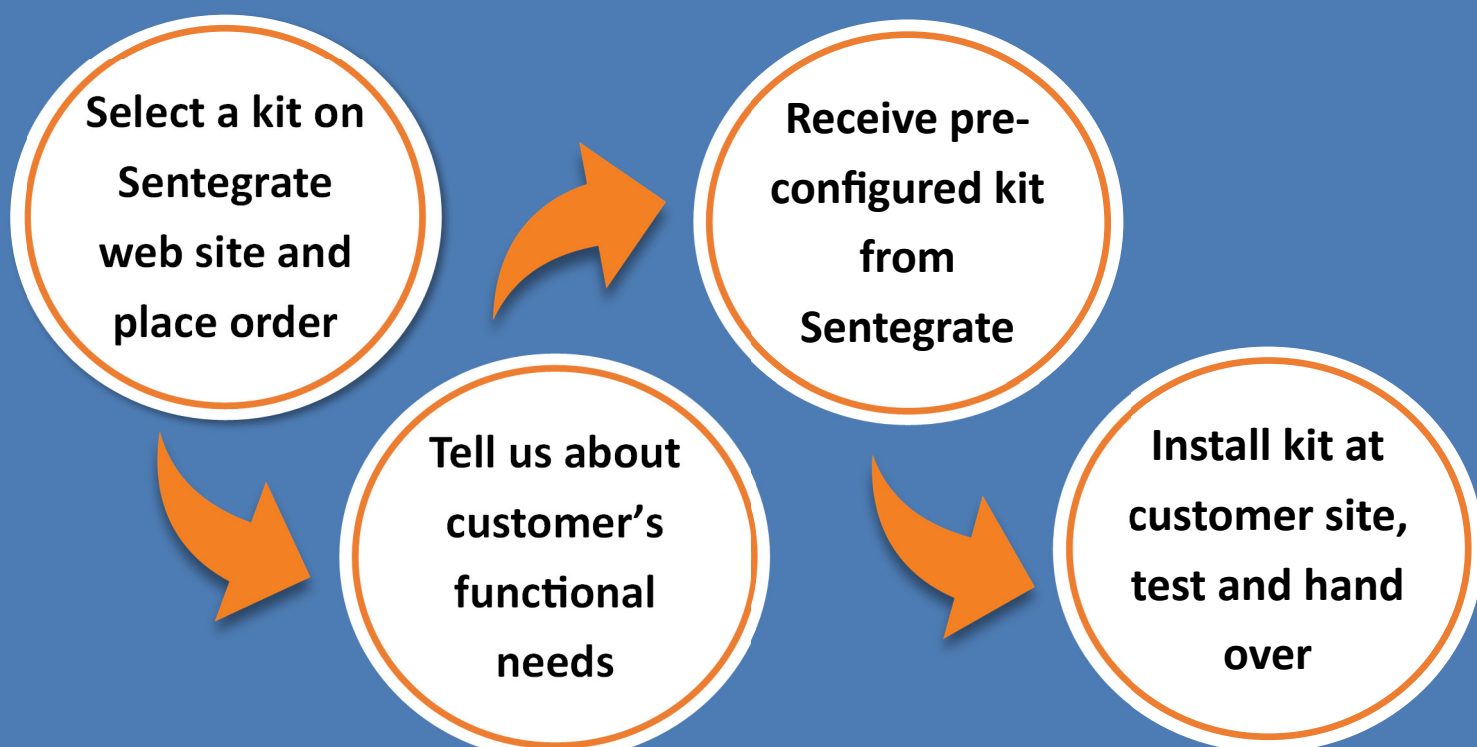 Select a kit on
Sentegrate
web site and
place order
Tell us about
customer’s
functional
needs
Receive pre-
configured kit
from
Sentegrate
Install kit at
customer site,
test and hand
over